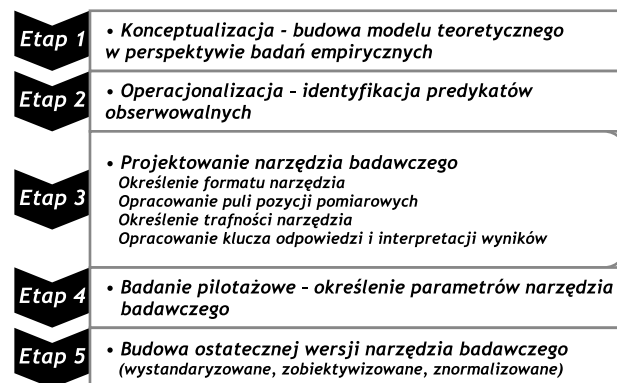 Etap 1
• Konceptualizacja - budowa modelu teoretycznego
w perspektywie badań empirycznych
Etap 2
• Operacjonalizacja – identyfikacja predykatów
obserwowalnych
Etap 3
• Projektowanie narzędzia badawczego
Określenie formatu narzędzia
Opracowanie puli pozycji pomiarowych
Określenie trafności narzędzia
Opracowanie klucza odpowiedzi i interpretacji wyników
Etap 4
• Badanie pilotażowe – określenie parametrów narzędzia
badawczego
Etap 5
• Budowa ostatecznej wersji narzędzia badawczego
(wystandaryzowane, zobiektywizowane, znormalizowane)